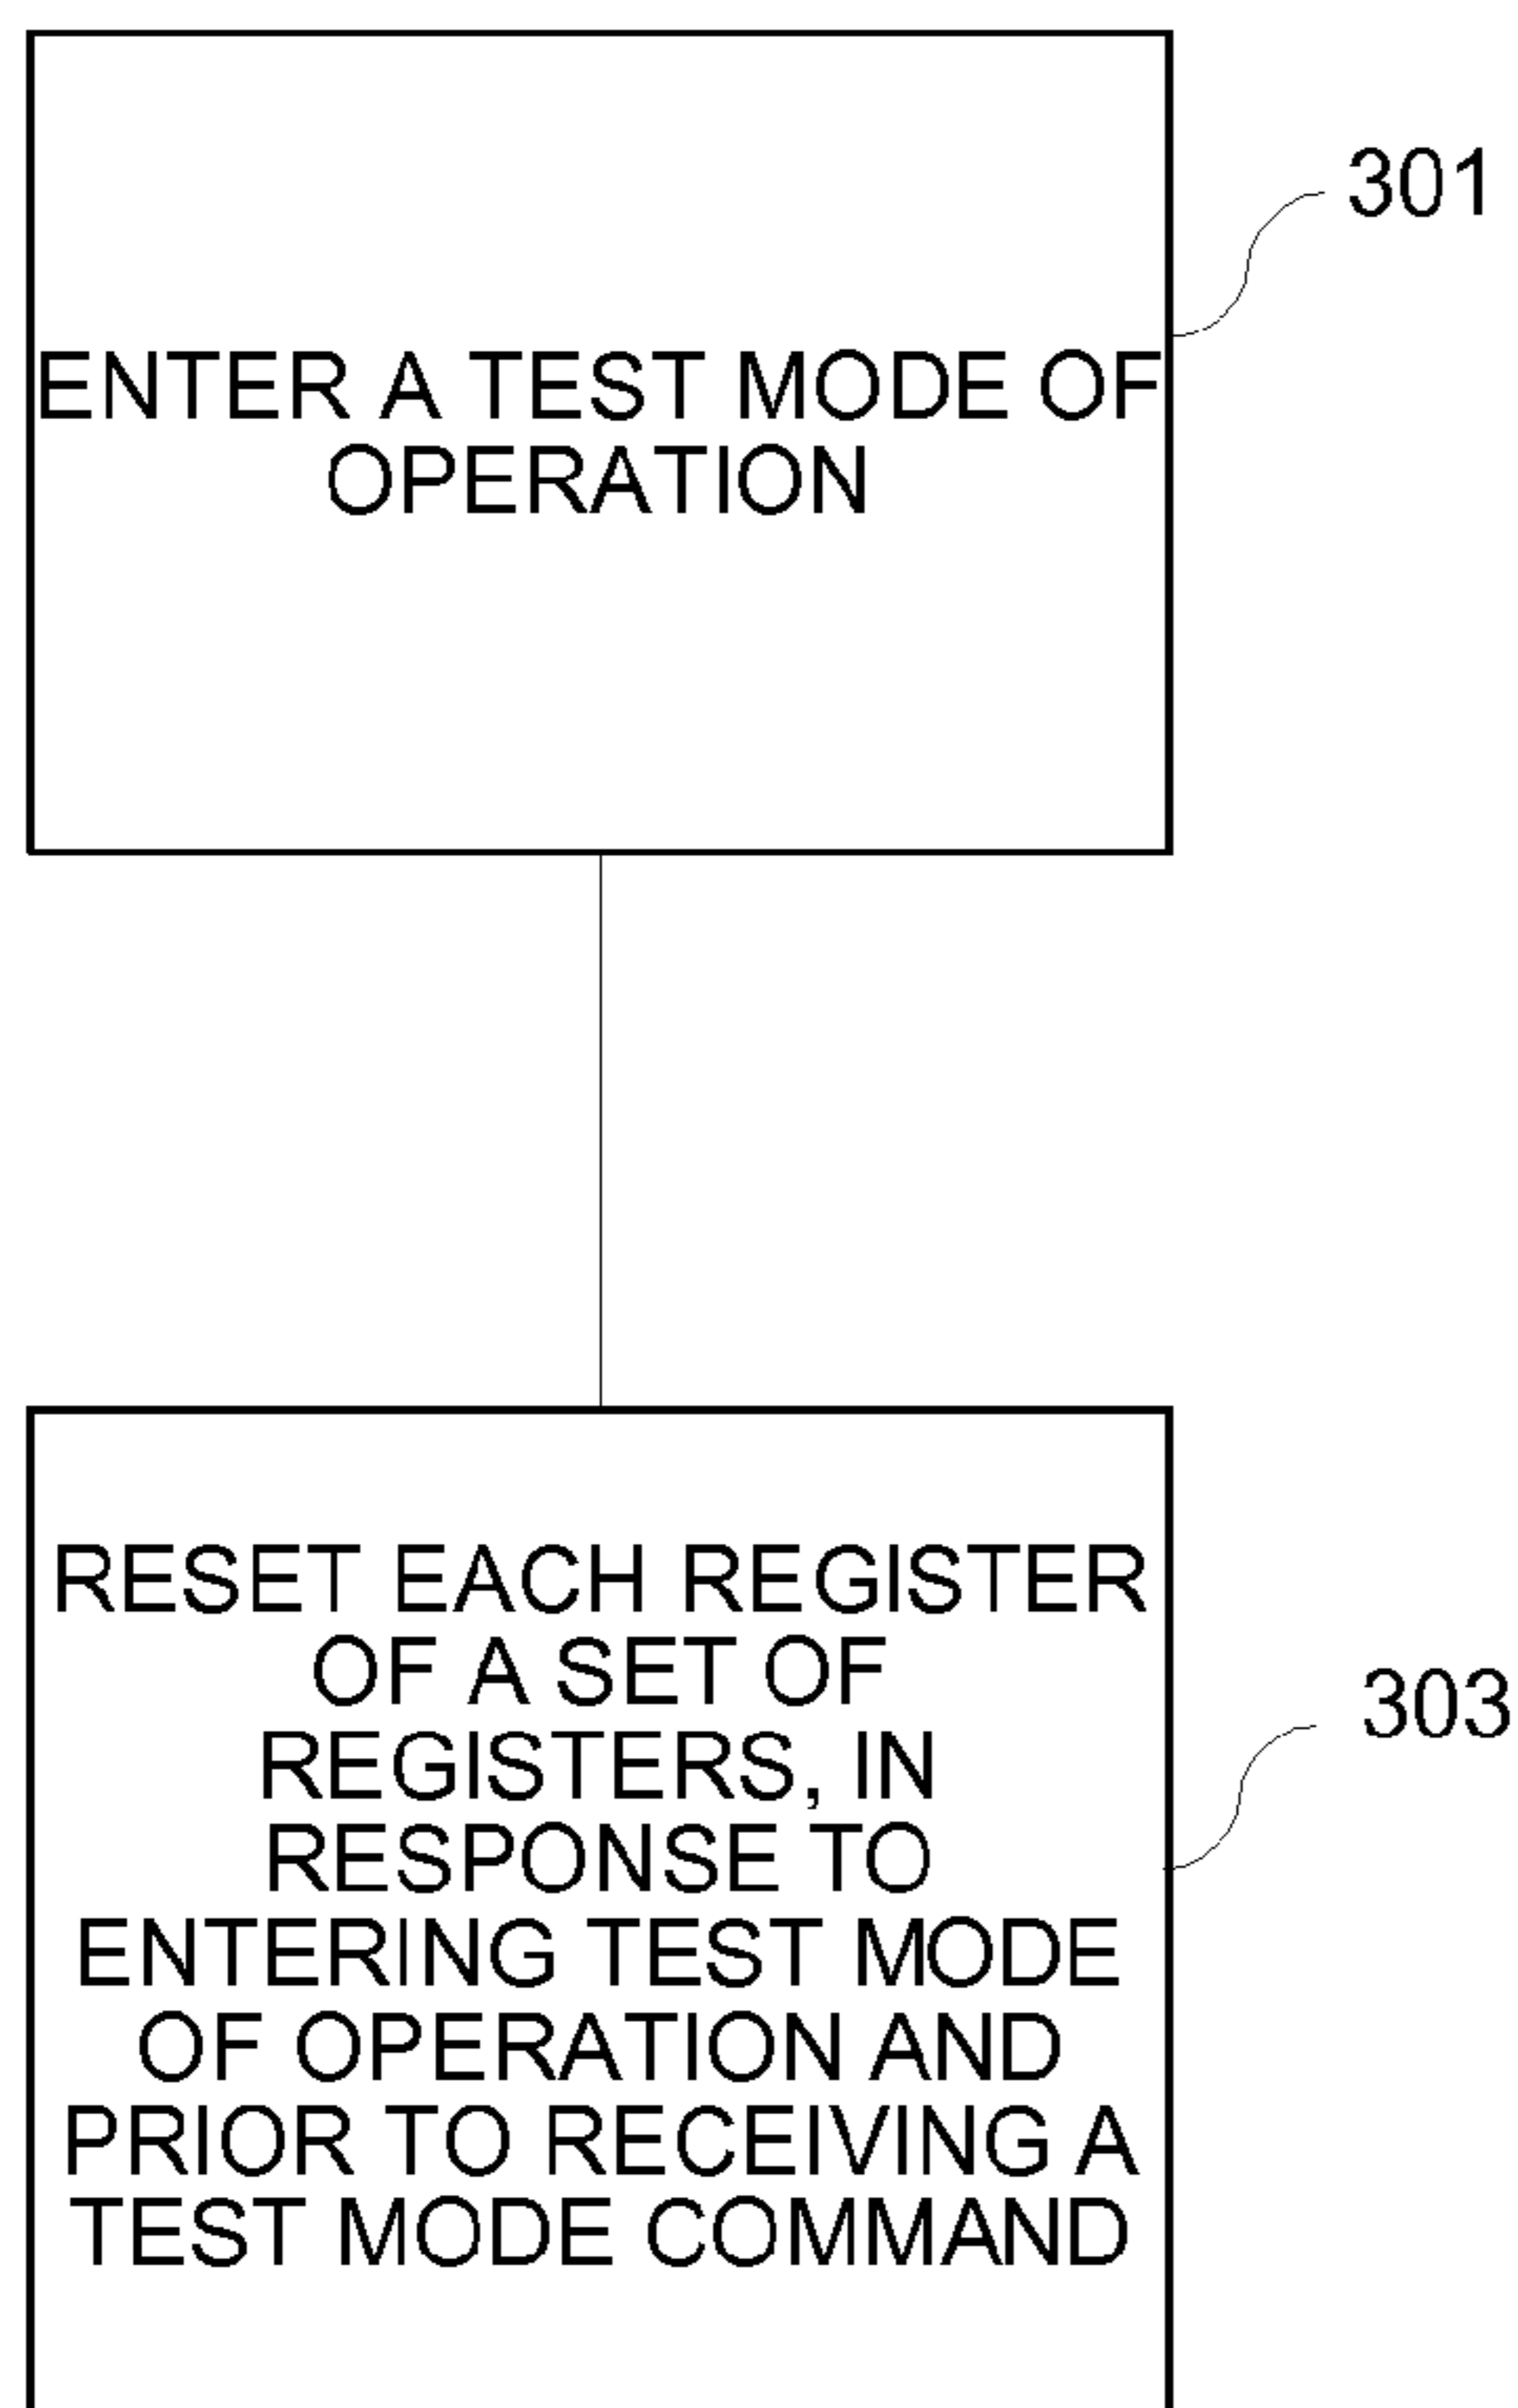 301
ENTER A TEST MODE OF
OPERATION
RESET EACH REGISTER
OF A SET OF
REGISTERS, IN
RESPONSE TO
ENTERING TEST MODE
OF OPERATION AND
PRIOR TO RECEIVING A
TEST MODE COMMAND
303